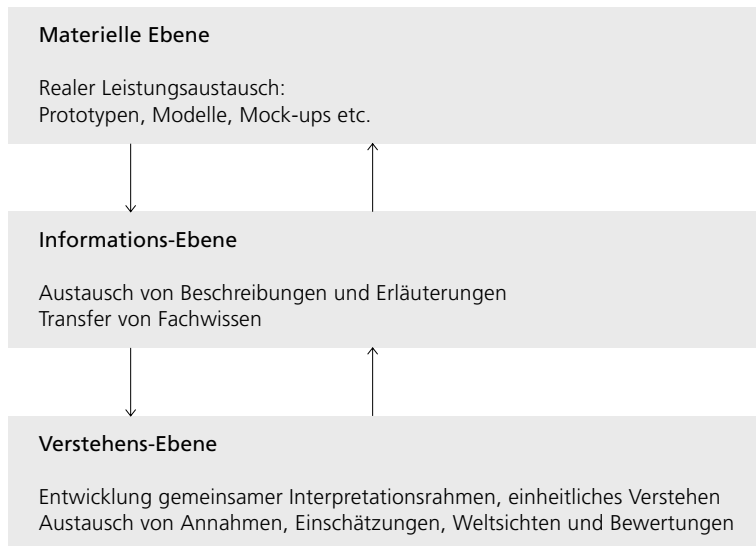 Materielle Ebene
Realer Leistungsaustausch:
Prototypen, Modelle, Mock-ups etc.
Informations-Ebene
Austausch von Beschreibungen und Erläuterungen
Transfer von Fachwissen
Verstehens-Ebene
Entwicklung gemeinsamer Interpretationsrahmen, einheitliches Verstehen
Austausch von Annahmen, Einschätzungen, Weltsichten und Bewertungen